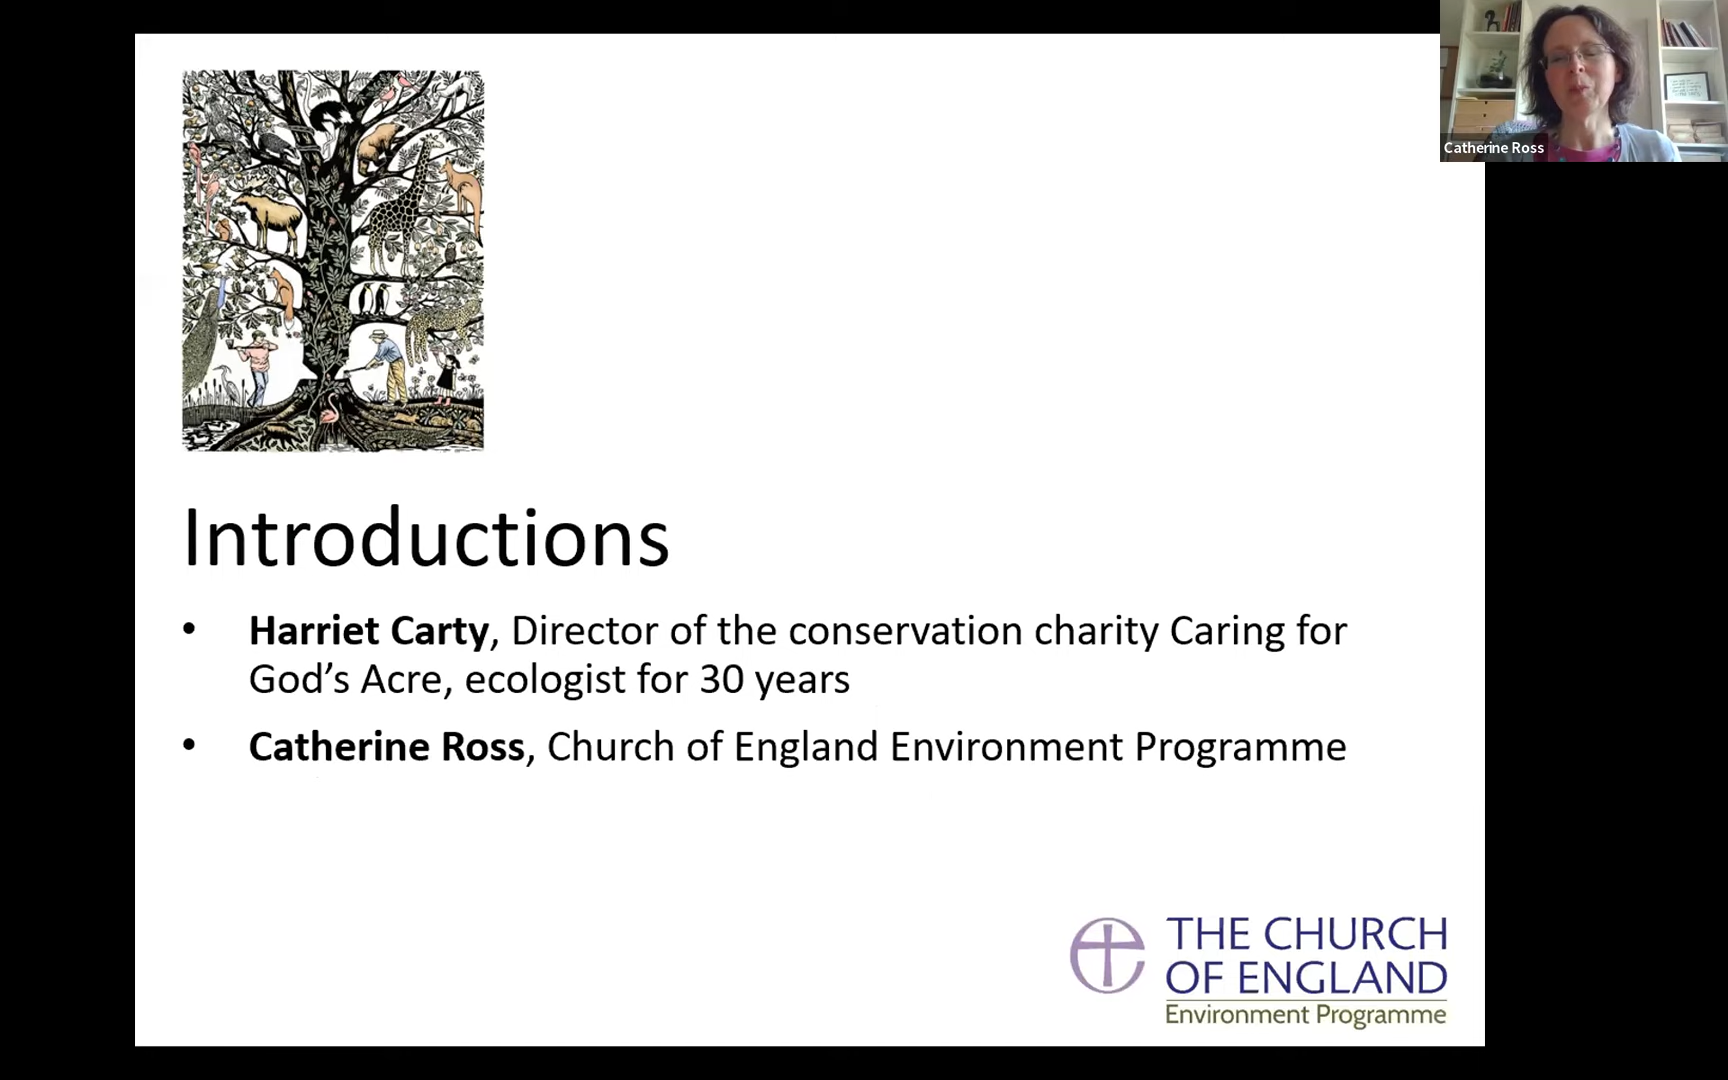 Catherine Ross
Introductions
• Harriet Carty, Director of the conservation charity Caring for
God’s Acre, ecologist for 30 years
• Catherine Ross, Church of England Environment Programme
THE CHURCH
OF ENGLAND
Environment Programme